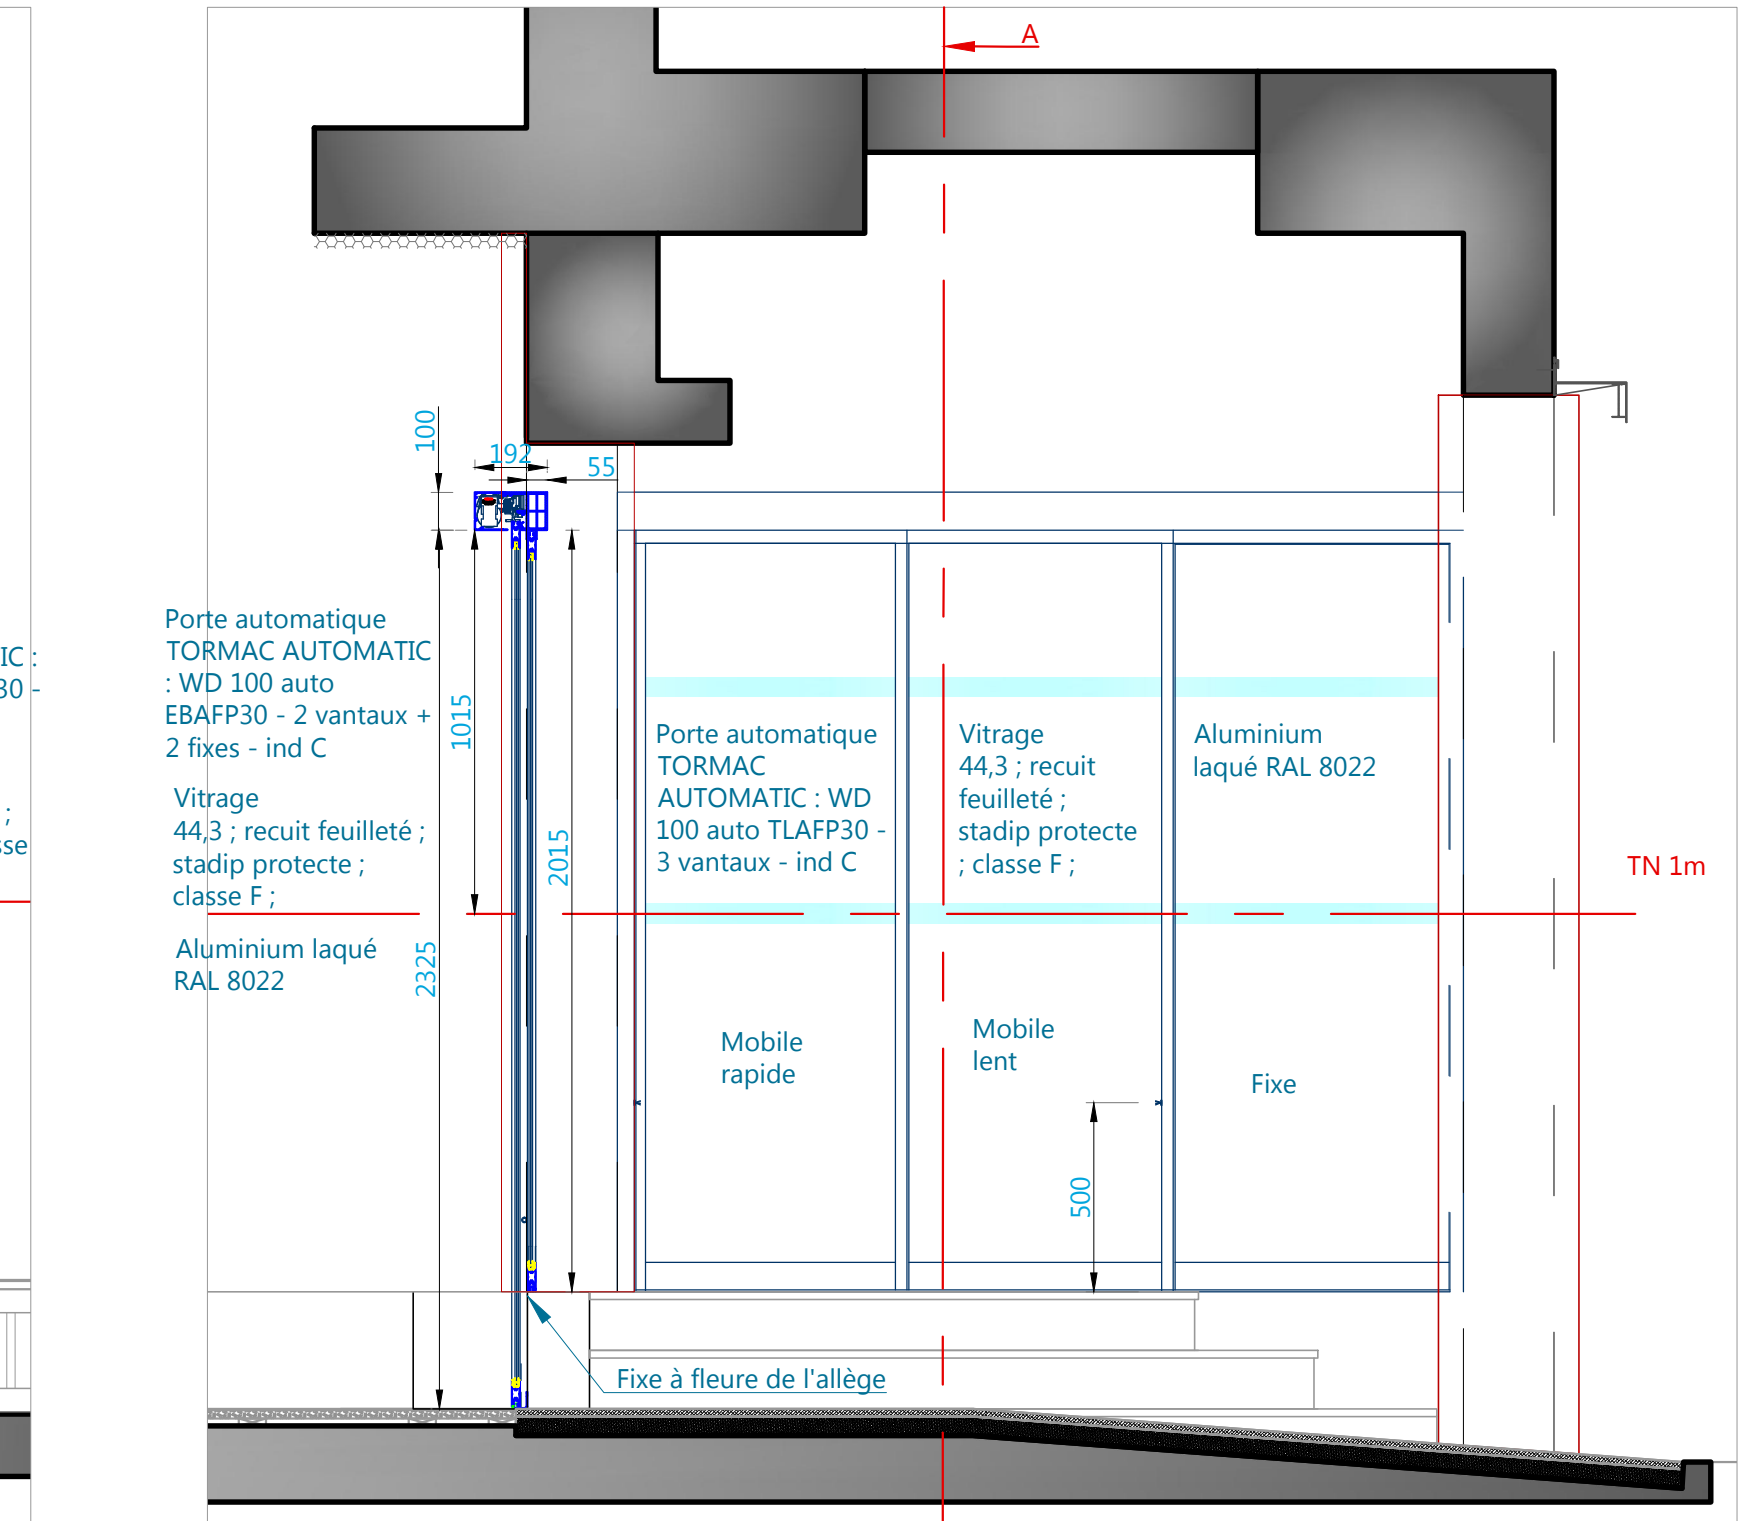 A
100
192
55
IC :
30 -
;
sse
Porte automatique
TORMAC AUTOMATIC
: WD 100 auto
EBAFP30 - 2 vantaux +
2 fixes - ind C
Vitrage
44,3 ; recuit feuilleté ;
stadip protecte ;
classe F ;
Aluminium laqué
RAL 8022
1015
2325
2015
Porte automatique
TORMAC
AUTOMATIC : WD
100 auto TLAFP30 -
3 vantaux - ind C
Vitrage
44,3 ; recuit
feuilleté ;
stadip protecte
; classe F ;
Aluminium
laqué RAL 8022
TN 1m
Mobile
rapide
Mobile
lent
Fixe
500
Fixe à fleure de l'allège